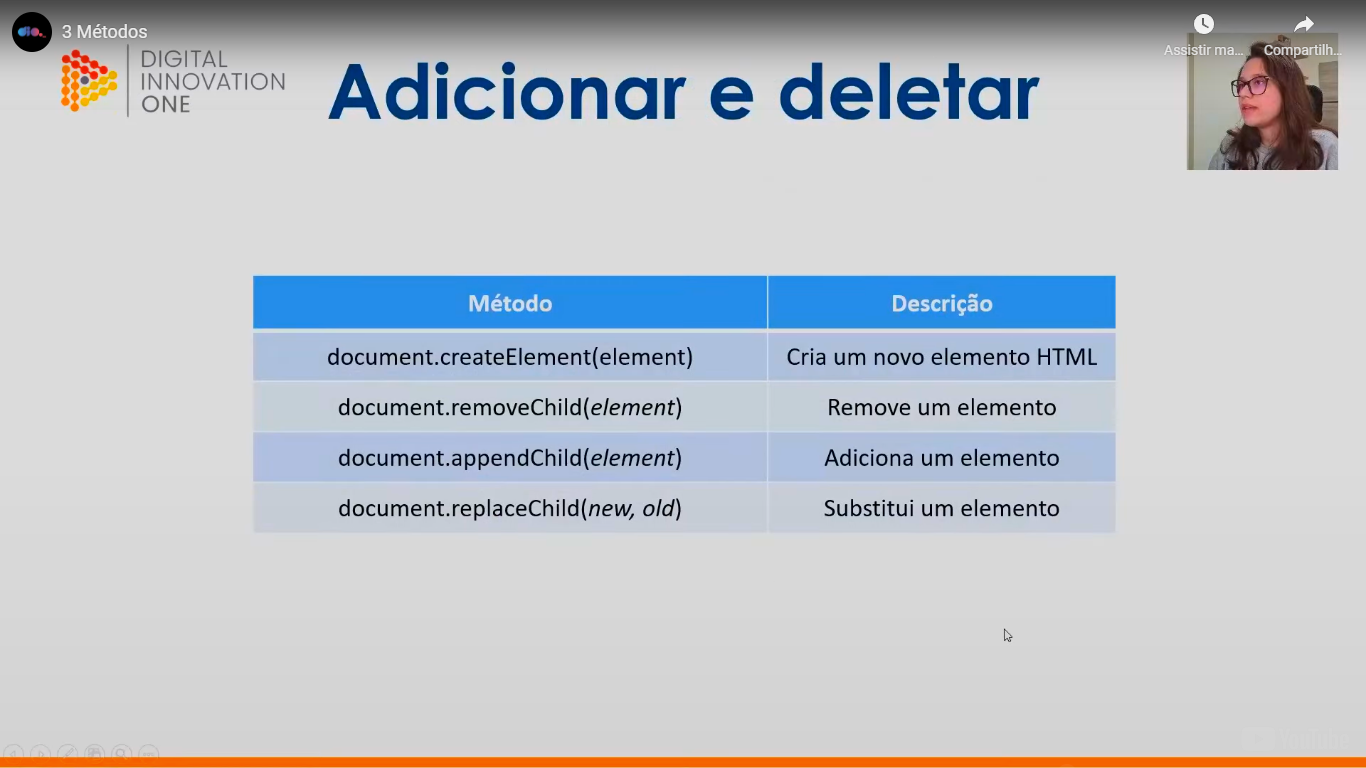 3 Métodos
Assistir ma...
Compartilh...
DIGITAL
INNOVATION
ONE
Adicionar e deletar
Método Descrição
document.createElement(element) Cria um novo elemento HTML
document.removeChild(element) Remove um elemento
document.appendChild(element) Adiciona um elemento
document.replaceChild(new, old) Substitui um elemento